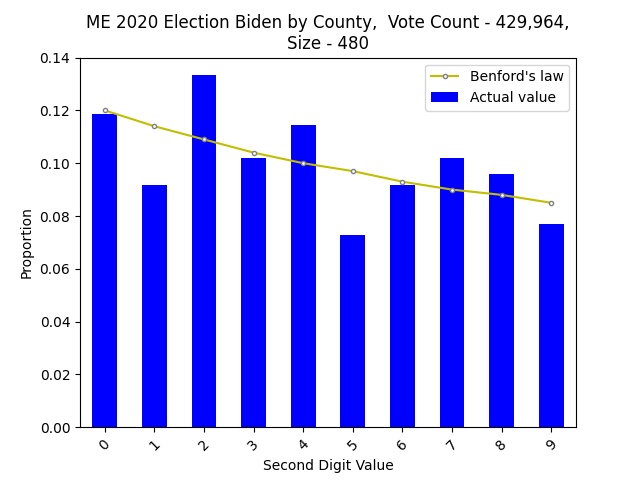 ME 2020 Election Biden by County,  Vote Count - 429,964,
Size - 480
Benford's law
Actual value
Proportion
0.14
0.12
0.10
0.08
0.06
0.04
0.02
0.00
0 1 2 3 4 5 6 7 8 9
Second Digit Value